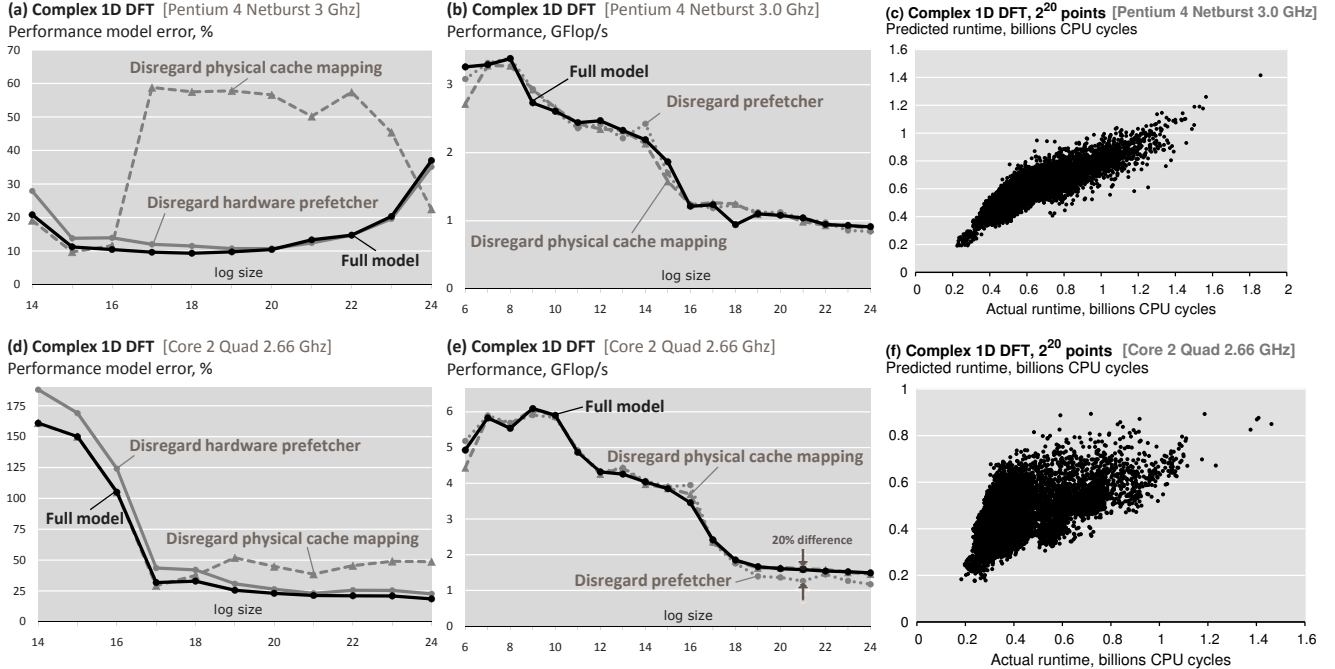 (a) Complex 1D DFT [Pentium 4 Netburst 3 Ghz]
Performance model error, %
70
60
50
40
30
20
10
0
Disregard physical cache mapping
Disregard hardware prefetcher
Full model
log size
14 16 18 20 22 24
(b) Complex 1D DFT [Pentium 4 Netburst 3.0 Ghz]
Performance, GFlop/s
3
2
1
0
Full model
Disregard prefetcher
Disregard physical cache mapping
log size
6 8 10 12 14 16 18 20 22 24
(c) Complex 1D DFT, 2^20 points [Pentium 4 Netburst 3.0 GHz]
Predicted runtime, billions CPU cycles
1.6
1.4
1.2
1
0.8
0.6
0.4
0.2
0
0 0.2 0.4 0.6 0.8 1 1.2 1.4 1.6 1.8 2
Actual runtime, billions CPU cycles
(d) Complex 1D DFT [Core 2 Quad 2.66 Ghz]
Performance model error, %
175
150
125
100
75
50
25
0
Disregard hardware prefetcher
Full model
Disregard physical cache mapping
log size
14 16 18 20 22 24
(e) Complex 1D DFT [Core 2 Quad 2.66 Ghz]
Performance, GFlop/s
6
5
4
3
2
1
0
Full model
Disregard physical cache mapping
20% difference
Disregard prefetcher
log size
6 8 10 12 14 16 18 20 22 24
(f) Complex 1D DFT, 2^20 points [Core 2 Quad 2.66 GHz]
Predicted runtime, billions CPU cycles
1
0.8
0.6
0.4
0.2
0
0 0.2 0.4 0.6 0.8 1 1.2 1.4 1.6
Actual runtime, billions CPU cycles